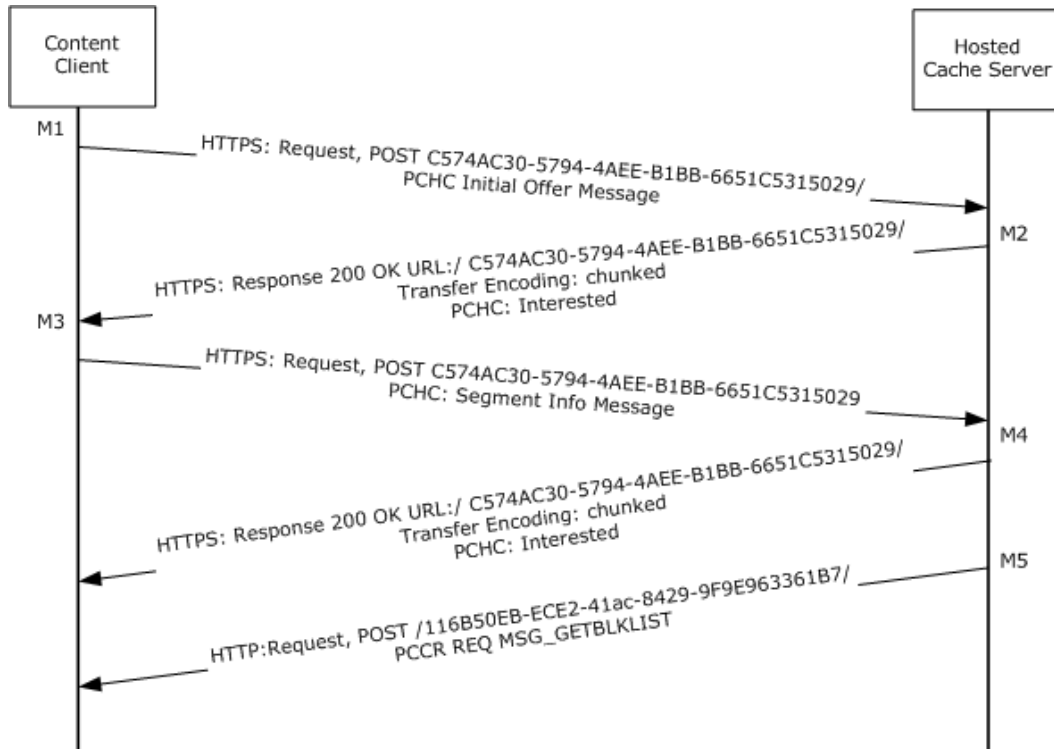 Content
Client
Hosted
Cache Server
M1
HTTPS: Request, POST C574AC30-5794-4AEE-B1BB-6651C5315029/
PCHC Initial Offer Message
M2
HTTPS: Response 200 OK URL:/ C574AC30-5794-4AEE-B1BB-6651C5315029/
Transfer Encoding: chunked
PCHC: Interested
M3
HTTPS: Request, POST C574AC30-5794-4AEE-B1BB-6651C5315029
PCHC: Segment Info Message
M4
HTTPS: Response 200 OK URL:/ C574AC30-5794-4AEE-B1BB-6651C5315029/
Transfer Encoding: chunked
PCHC: Interested
M5
HTTP:Request, POST /116B50EB-ECE2-41ac-8429-9F9E963361B7/
PCCR REQ MSG_GETBLKLIST